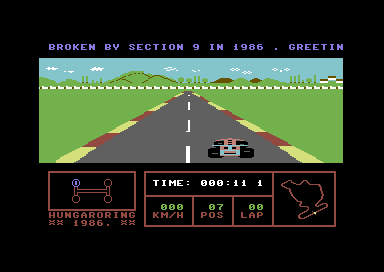 BROKEN BY SECTION 9 IN 1986 . GREETIN
TIME: 000:11 1
000 07 00
KM/H POS LAP
HUNGARORING
** 1986. **